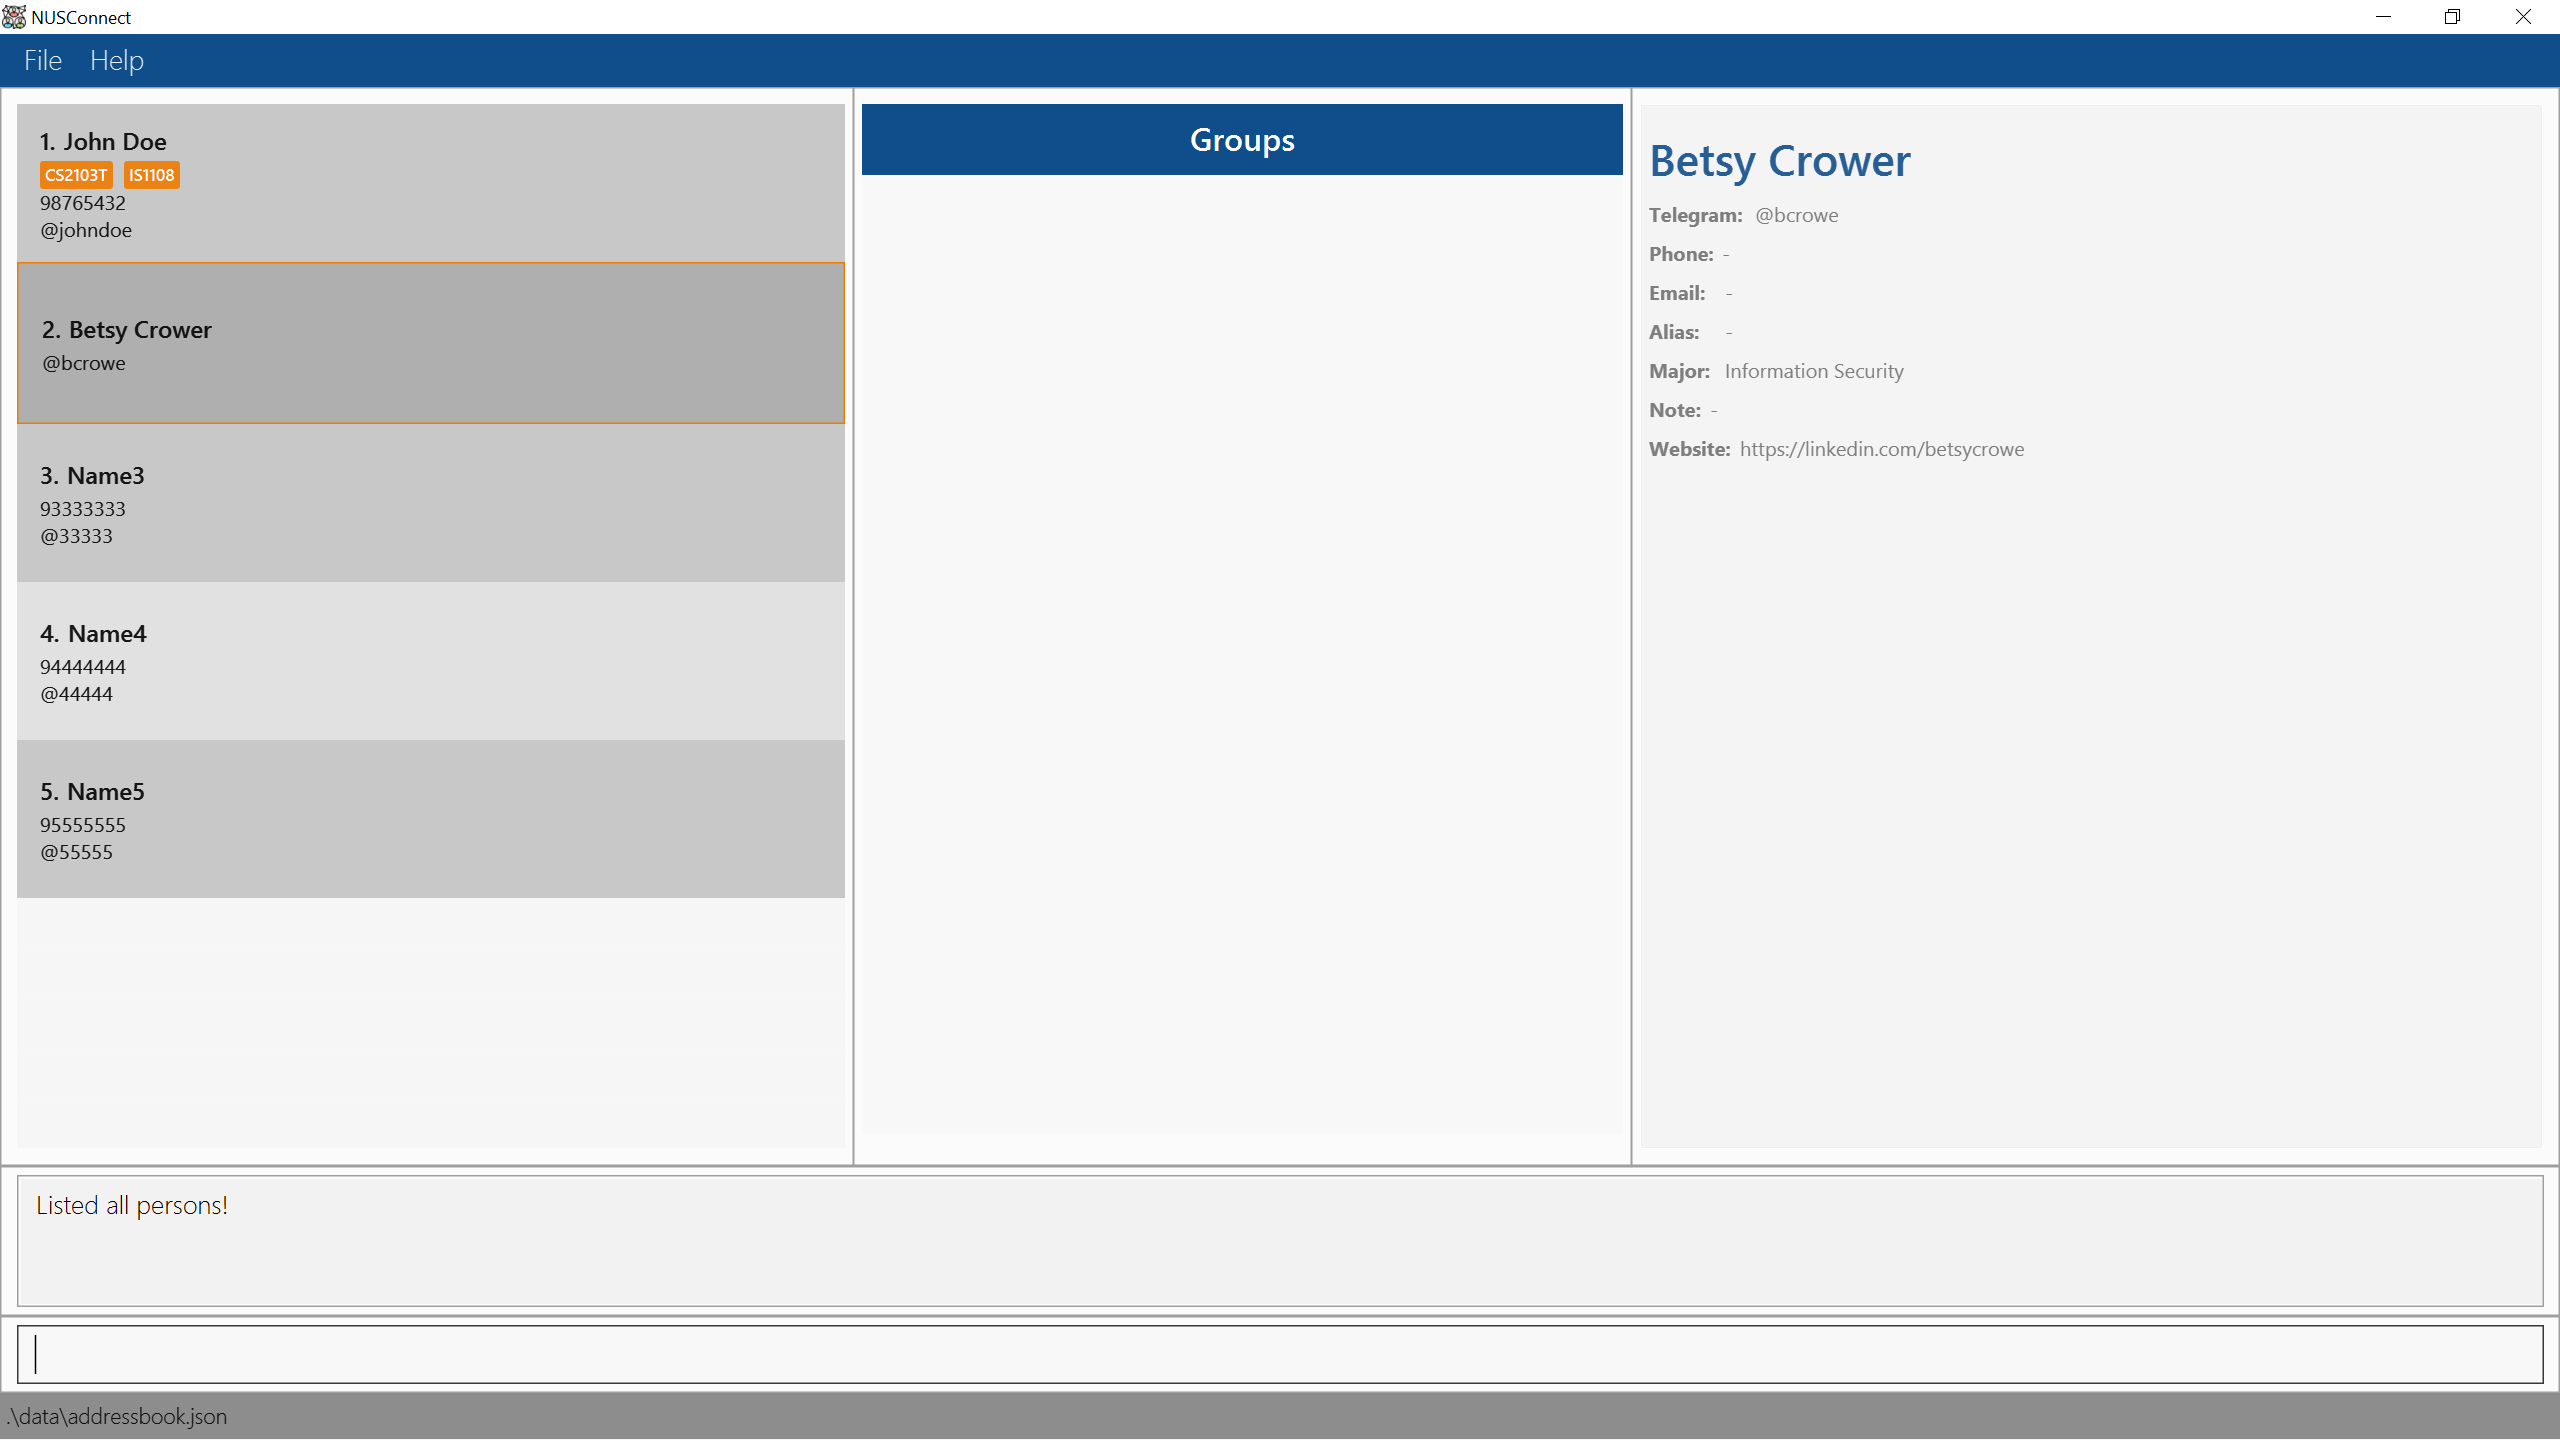 NUSConnect
File Help
1. John Doe
CS2103T IS1108
98765432
@johndoe
2. Betsy Crower
@bcrowe
3. Name3
93333333
@33333
4. Name4
94444444
@44444
5. Name5
95555555
@55555
Groups
Betsy Crower
Telegram: @bcrowe
Phone: -
Email: -
Alias: -
Major: Information Security
Note: -
Website: https://linkedin.com/betsycrowe
Listed all persons!
.\data\addressbook.json